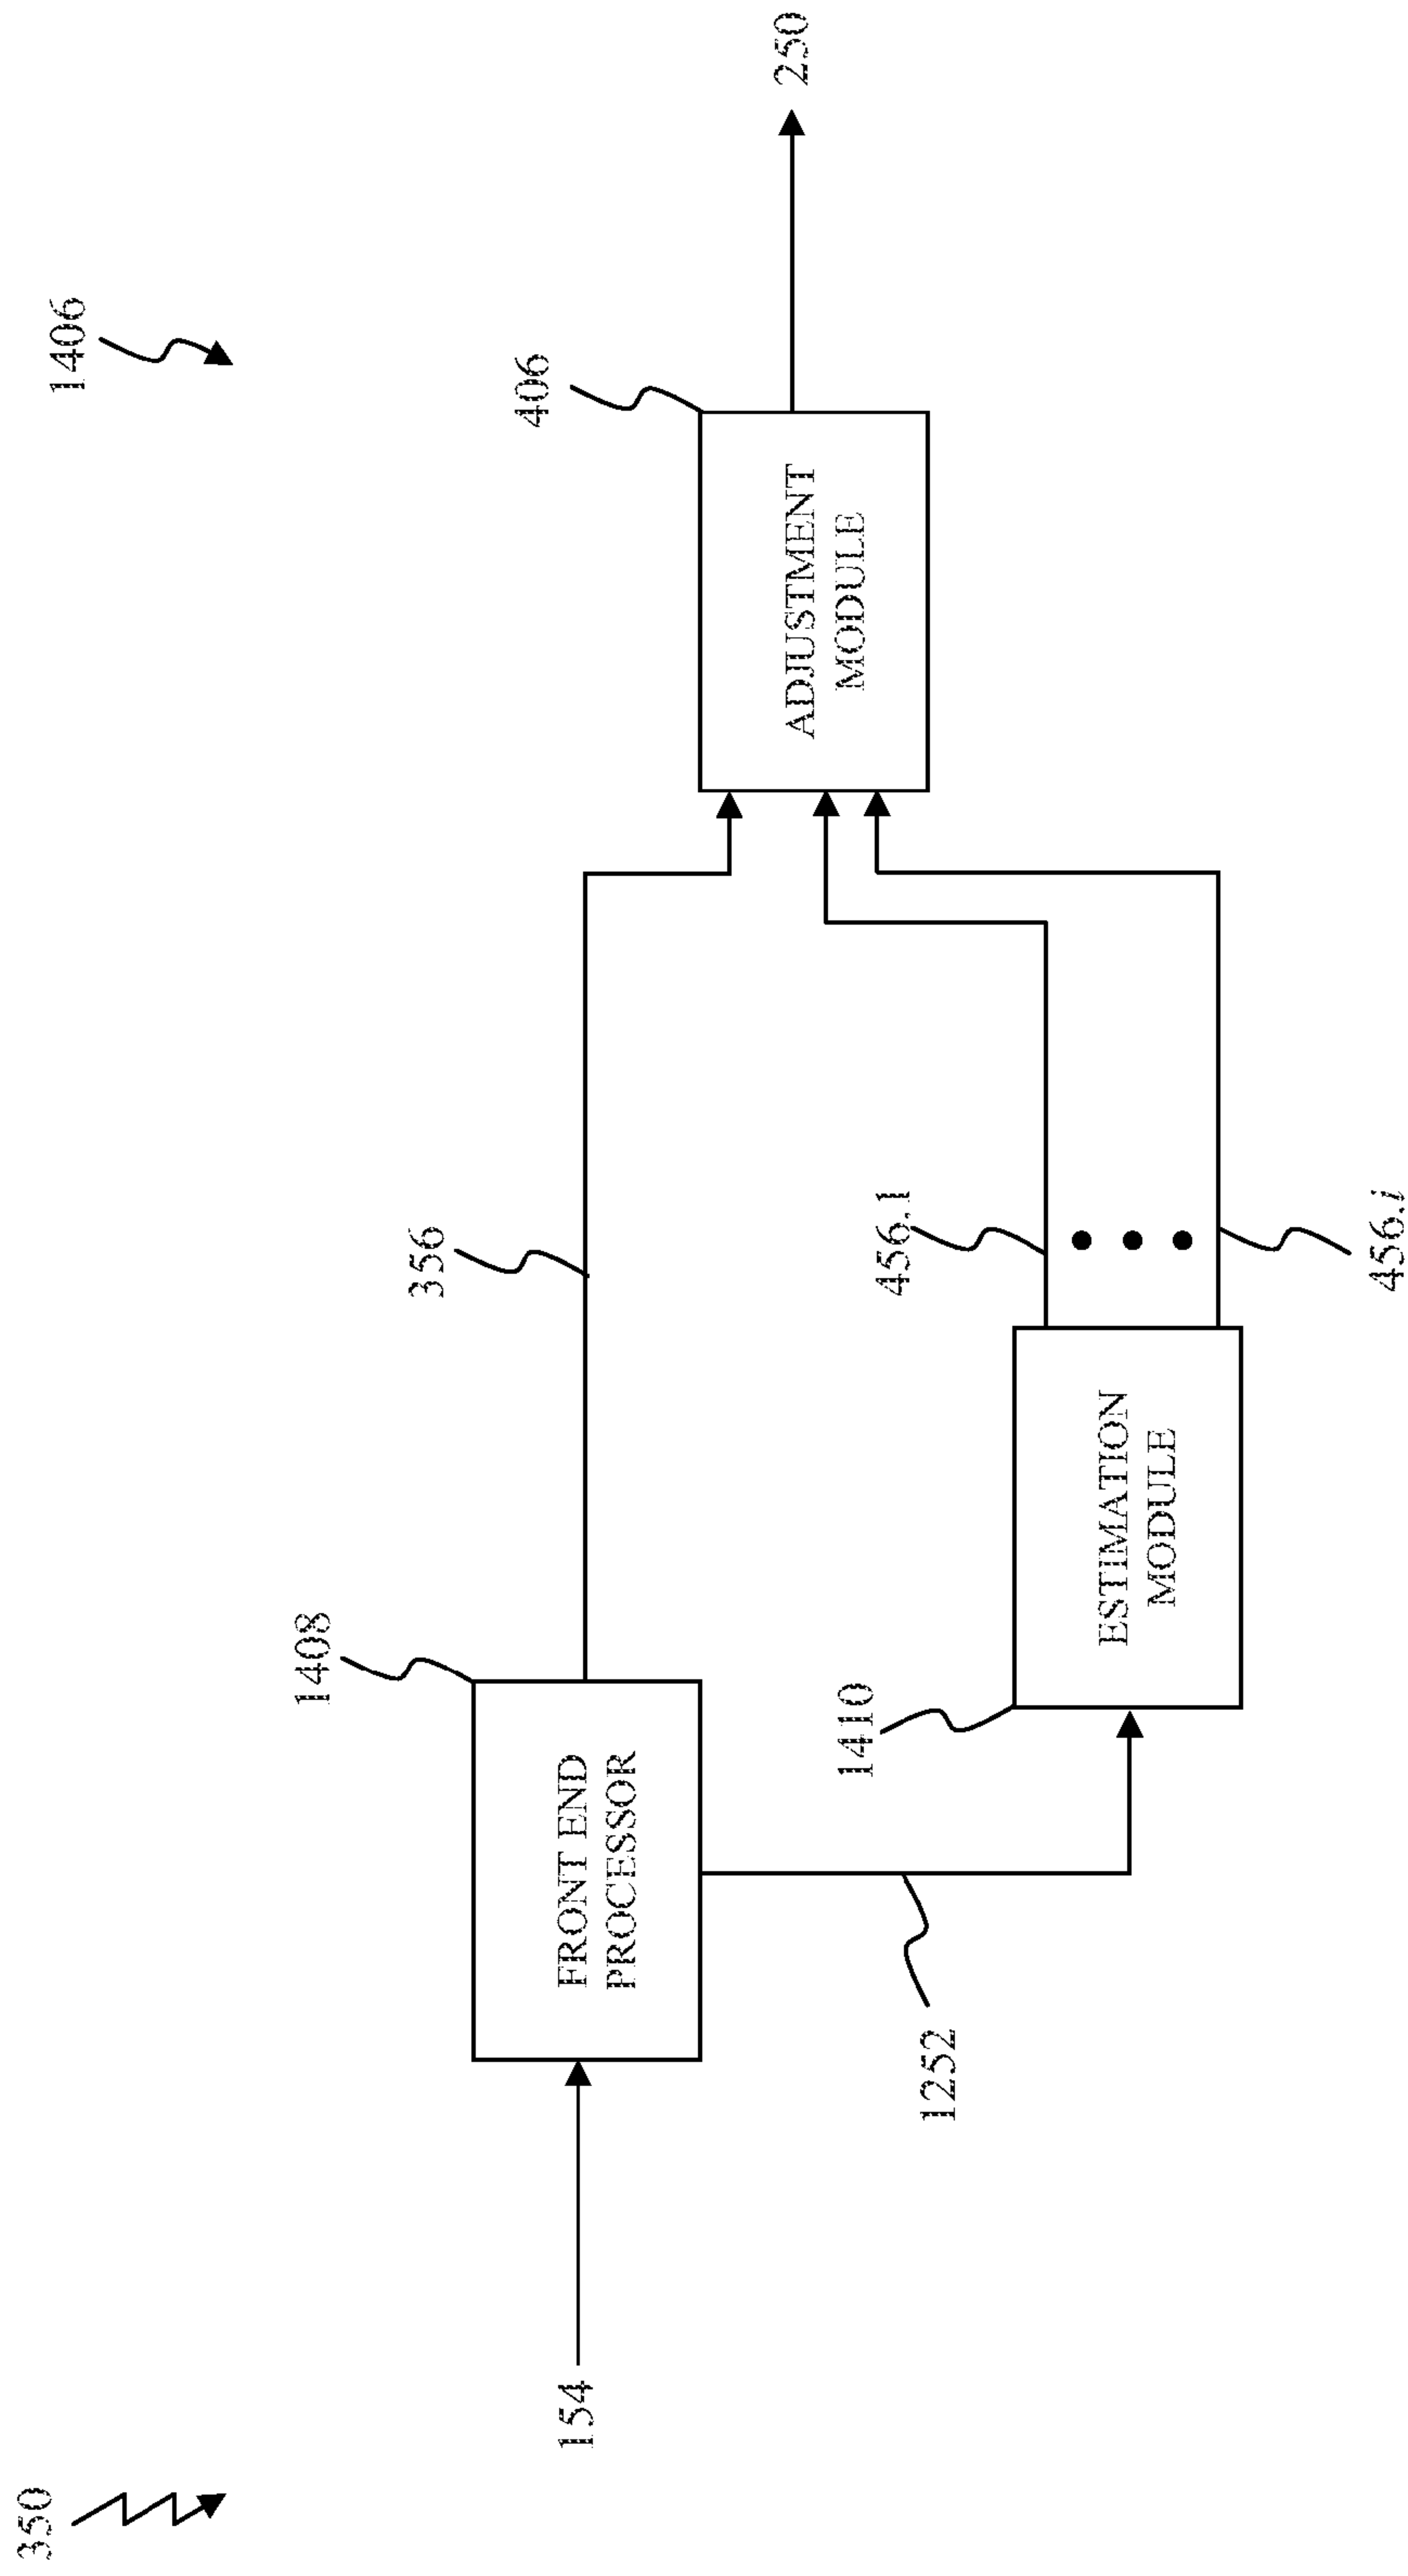 350
1406
154
FRONT END
PROCESSOR
1408
356
406
ADJUSTMENT
MODULE
250
1252
1410
ESTIMATION
MODULE
456.1
456.i